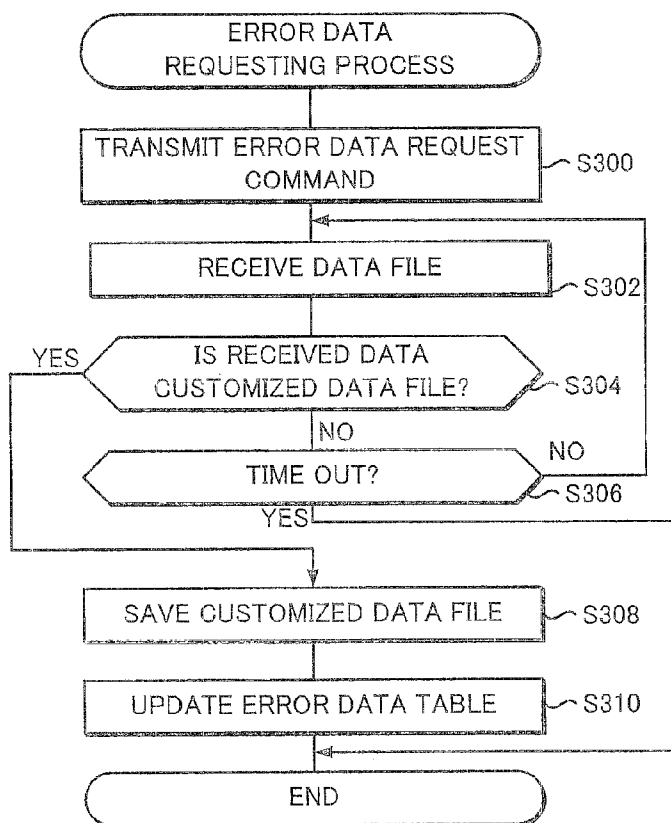 ERROR DATA
REQUESTING PROCESS
TRANSMIT ERROR DATA REQUEST
COMMAND
S300
RECEIVE DATA FILE
S302
YES
IS RECEIVED DATA
CUSTOMIZED DATA FILE?
S304
NO
TIME OUT?
NO
S306
YES
SAVE CUSTOMIZED DATA FILE
S308
UPDATE ERROR DATA TABLE
S310
END